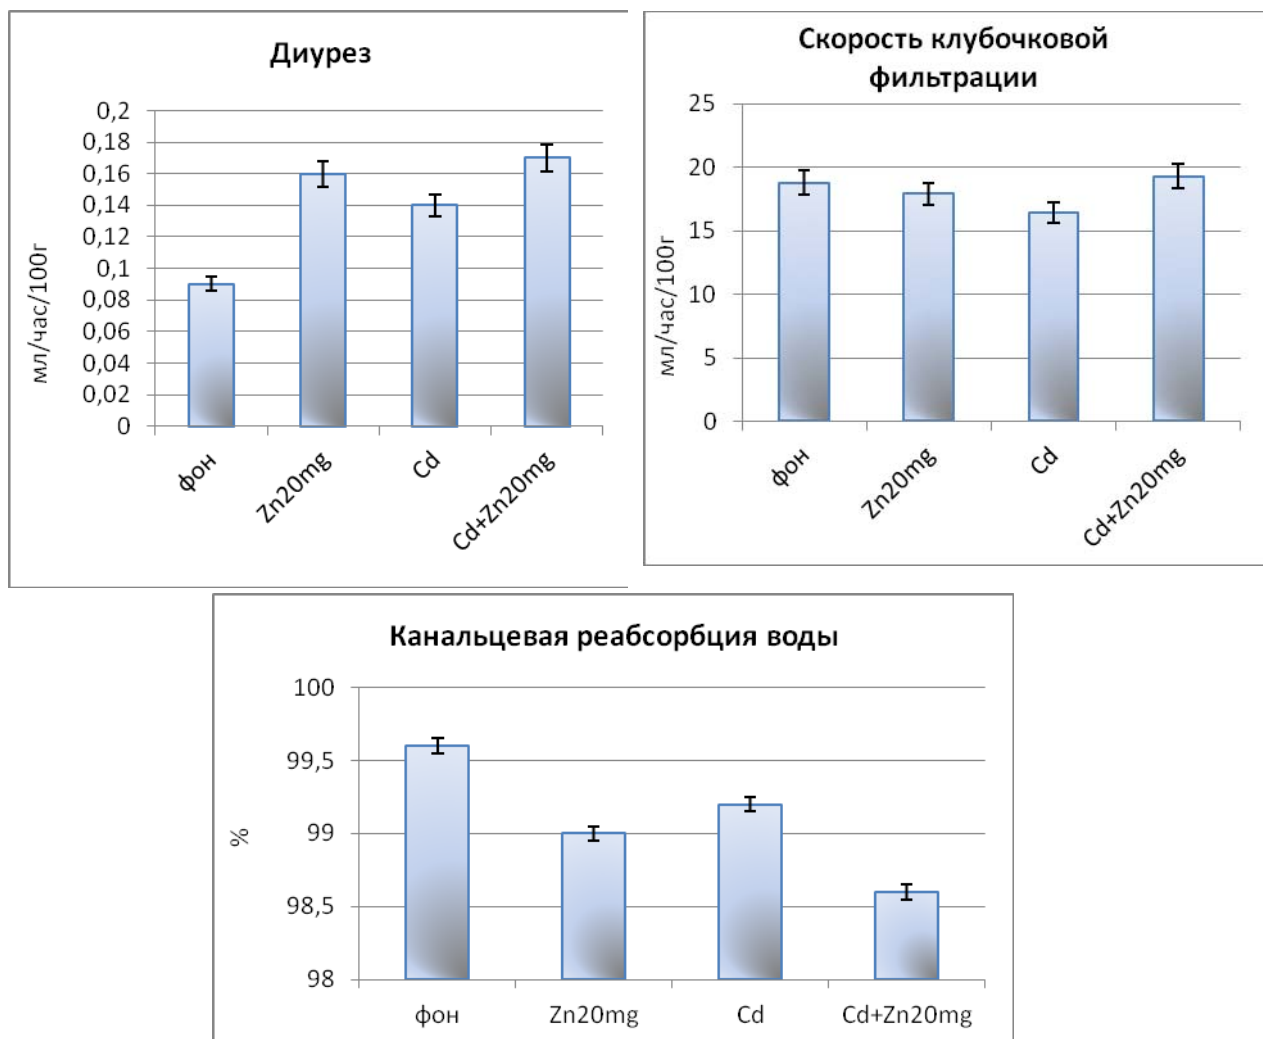 Диурез
мл/час/100г
0,2
0,18
0,16
0,14
0,12
0,1
0,08
0,06
0,04
0,02
0
фон
Zn20mg
Cd
Cd+Zn20mg
Скорость клубочковой
фильтрации
мл/час/100г
25
20
15
10
5
0
фон
Zn20mg
Cd
Cd+Zn20mg
Канальцевая реабсорбция воды
%
100
99,5
99
98,5
98
фон
Zn20mg
Cd
Cd+Zn20mg